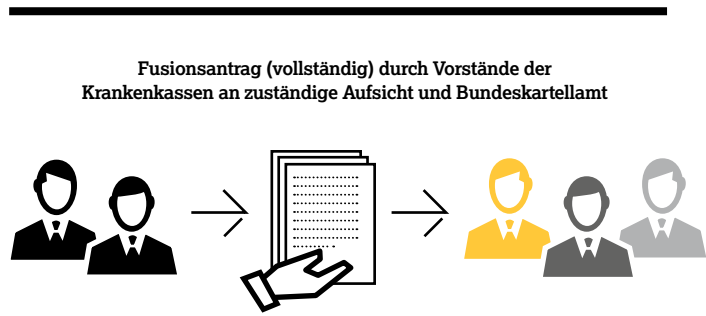 Fusionsantrag (vollständig) durch Vorstände der
Krankenkassen an zuständige Aufsicht und Bundeskartellamt